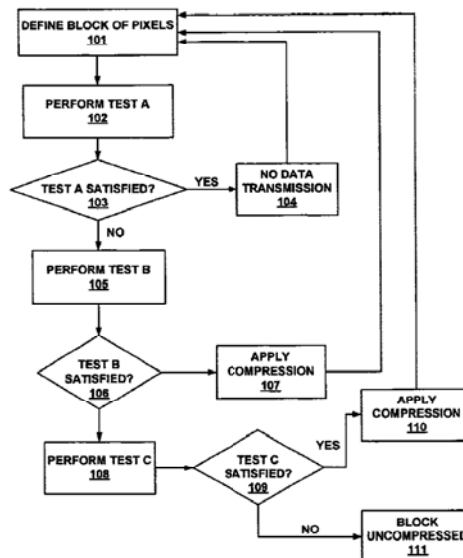 DEFINE BLOCK OF PIXELS
101
PERFORM TEST A
102
TEST A SATISFIED?
103
YES
NO DATA
TRANSMISSION
104
NO
PERFORM TEST B
105
TEST B
SATISFIED?
106
APPLY
COMPRESSION
107
PERFORM TEST C
108
TEST C
SATISFIED?
109
YES
APPLY
COMPRESSION
110
NO
BLOCK
UNCOMPRESSED
111